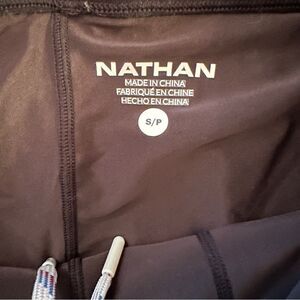 NATHAN
MADE IN CHINA
FABRIQUÉ EN CHINE
HECHO EN CHINA
S/P